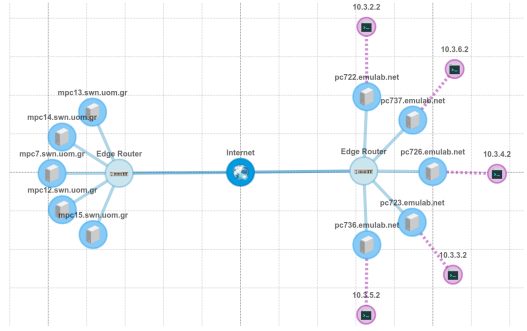 10.3.2.2
10.3.6.2
pc722.emulab.net
mpc13.swn.uom.gr
pc737.emulab.net
mpc14.swn.uom.gr
mpc7.swn.uom.gr
Edge Router
Internet
Edge Router
pc726.emulab.net
10.3.4.2
mpc12.swn.uom.gr
pc723.emulab.net
mpc15.swn.uom.gr
pc736.emulab.net
10.3.3.2
10.3.5.2